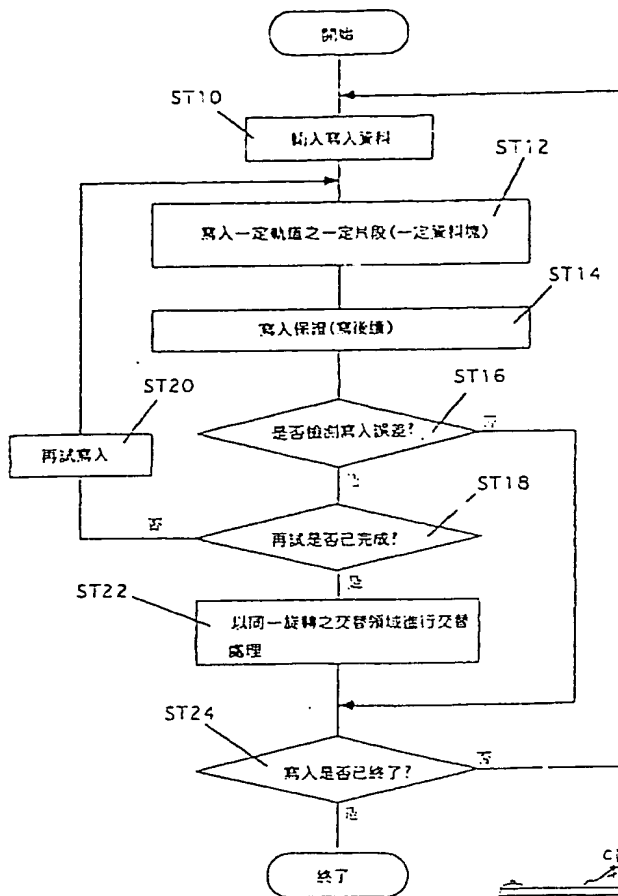 開始
ST10
輸入寫入資料
ST12
寫入一定軌道之一定片段(一定資料塊)
ST14
寫入保證(寫後讀)
ST16
是否檢測寫入誤差?
否
ST20
再試寫入
是
ST18
否
再試是否已完成?
是
ST22
以同一旋轉之交替領域進行交替
處理
ST24
寫入是否已終了?
否
是
終了